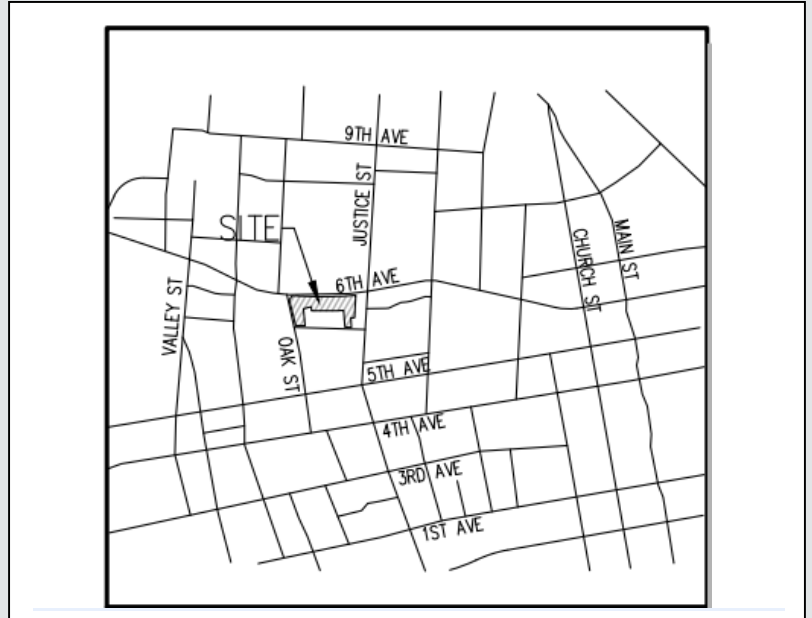 9TH AVE
JUSTICE ST
SITE
MAIN ST
CHURCH ST
6TH AVE
VALLEY ST
OAK ST
5TH AVE
4TH AVE
3RD AVE
1ST AVE